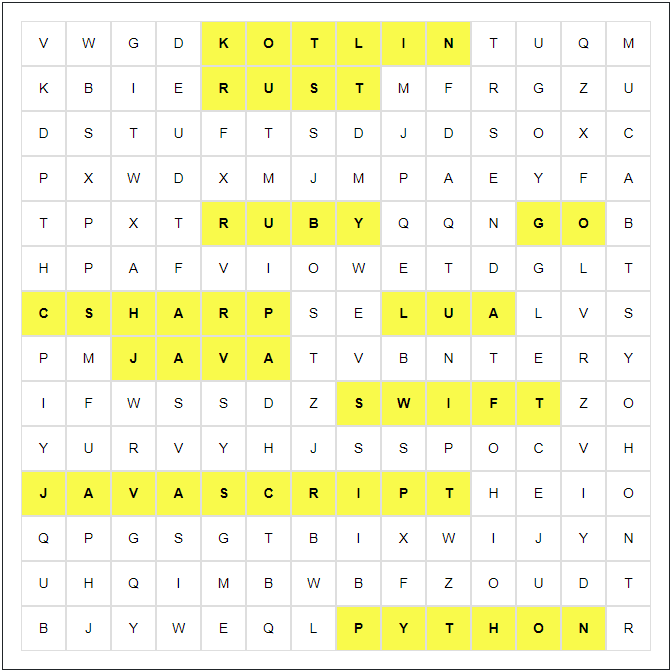 V W G D K O T L I N T U Q M
K B I E R U S T M F R G Z U
D S T U F T S D J D S O X C
P X W D X M J M P A E Y F A
T P X T R U B Y Q Q N G O B
H P A F V I O W E T D G L T
C S H A R P S E L U A L V S
P M J A V A T V B N T E R Y
I F W S S D Z S W I F T Z O
Y U R V Y H J S S P O C V H
J A V A S C R I P T H E I O
Q P G S G T B I X W I J Y N
U H Q I M B W B F Z O U D T
B J Y W E Q L P Y T H O N R